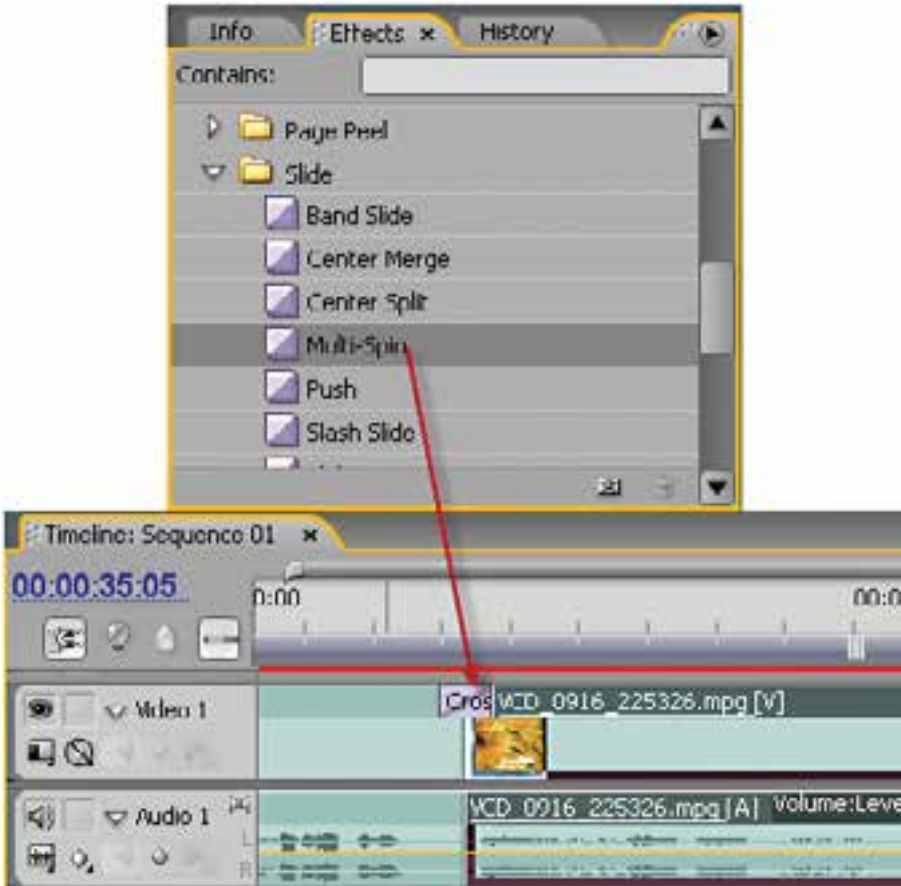 Info Effects × History
Contains:
Page Peel
Slide
Band Slide
Center Merge
Center Split
Multi-Spin
Push
Slash Slide
Timeline: Sequence 01 ×
00:00:35:05
0:00 00:0
Video 1
Cros VCD_0916_225326.mpg [V]
Audio 1
VCD_0916_225326.mpg [A] Volume:Leve
L
R